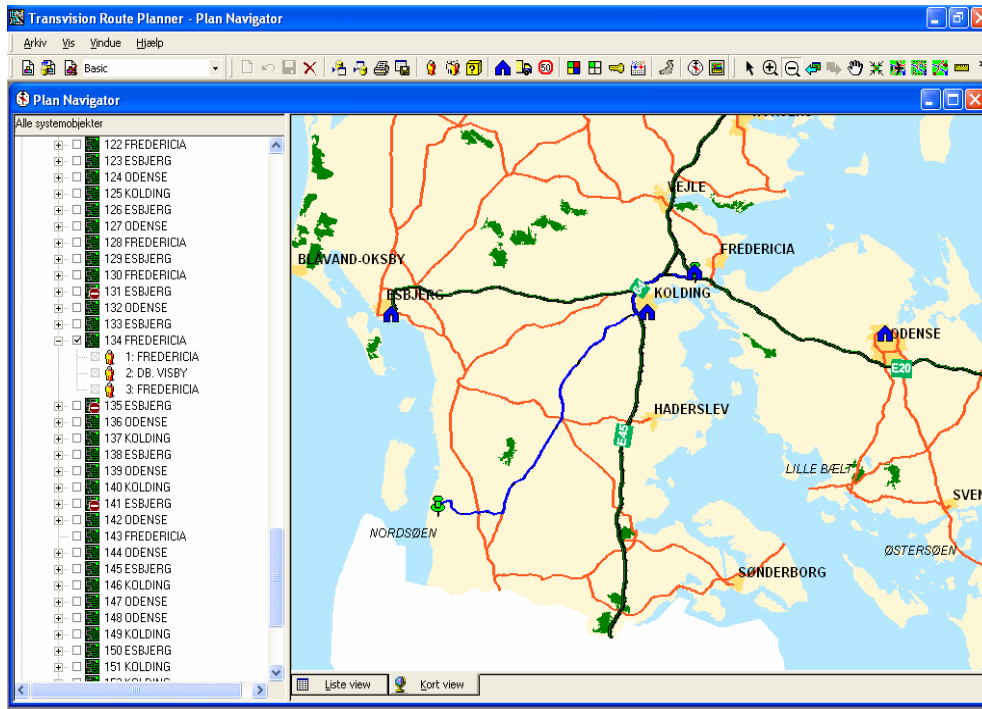 Transvision Route Planner - Plan Navigator
Arkiv Vis Vindue Hjælp
Basic
50
Plan Navigator
Alle systemobjekter
122 FREDERICIA
123 ESBJERG
124 ODENSE
125 KOLDING
126 ESBJERG
127 ODENSE
128 FREDERICIA
129 ESBJERG
130 FREDERICIA
131 ESBJERG
132 ODENSE
133 ESBJERG
134 FREDERICIA
1: FREDERICIA
2: DB. VISBY
3: FREDERICIA
135 ESBJERG
136 ODENSE
137 KOLDING
138 ESBJERG
139 ODENSE
140 KOLDING
141 ESBJERG
142 ODENSE
143 FREDERICIA
144 ODENSE
145 ESBJERG
146 KOLDING
147 ODENSE
148 ODENSE
149 KOLDING
150 ESBJERG
151 KOLDING
VEJLE
FREDERICIA
BLÅVAND-OKSBY
KOLDING
ESBJERG
ODENSE
E20
HADERSLEV
E45
LILLE BÆLT
SVEN
NORDSØEN
ØSTERSØEN
SØNDERBORG
Liste view
Kort view